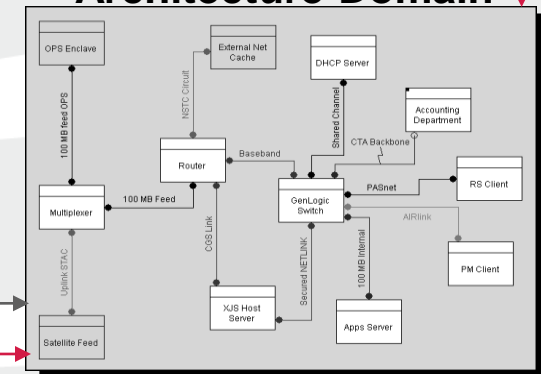 Architecture Domain
OPS Enclave
External Net
Cache
DHCP Server
Accounting
Department
NSTC Circuit
100 MB feed OPS
Shared Channel
CTA Backbone
Router
Baseband
RS Client
PASnet
GenLogic
Switch
Multiplexer
100 MB Feed
AIRlink
CGS Link
PM Client
Uplink STAC
Secured NETLINK
100 MB Internal
XJS Host
Server
Apps Server
Satellite Feed